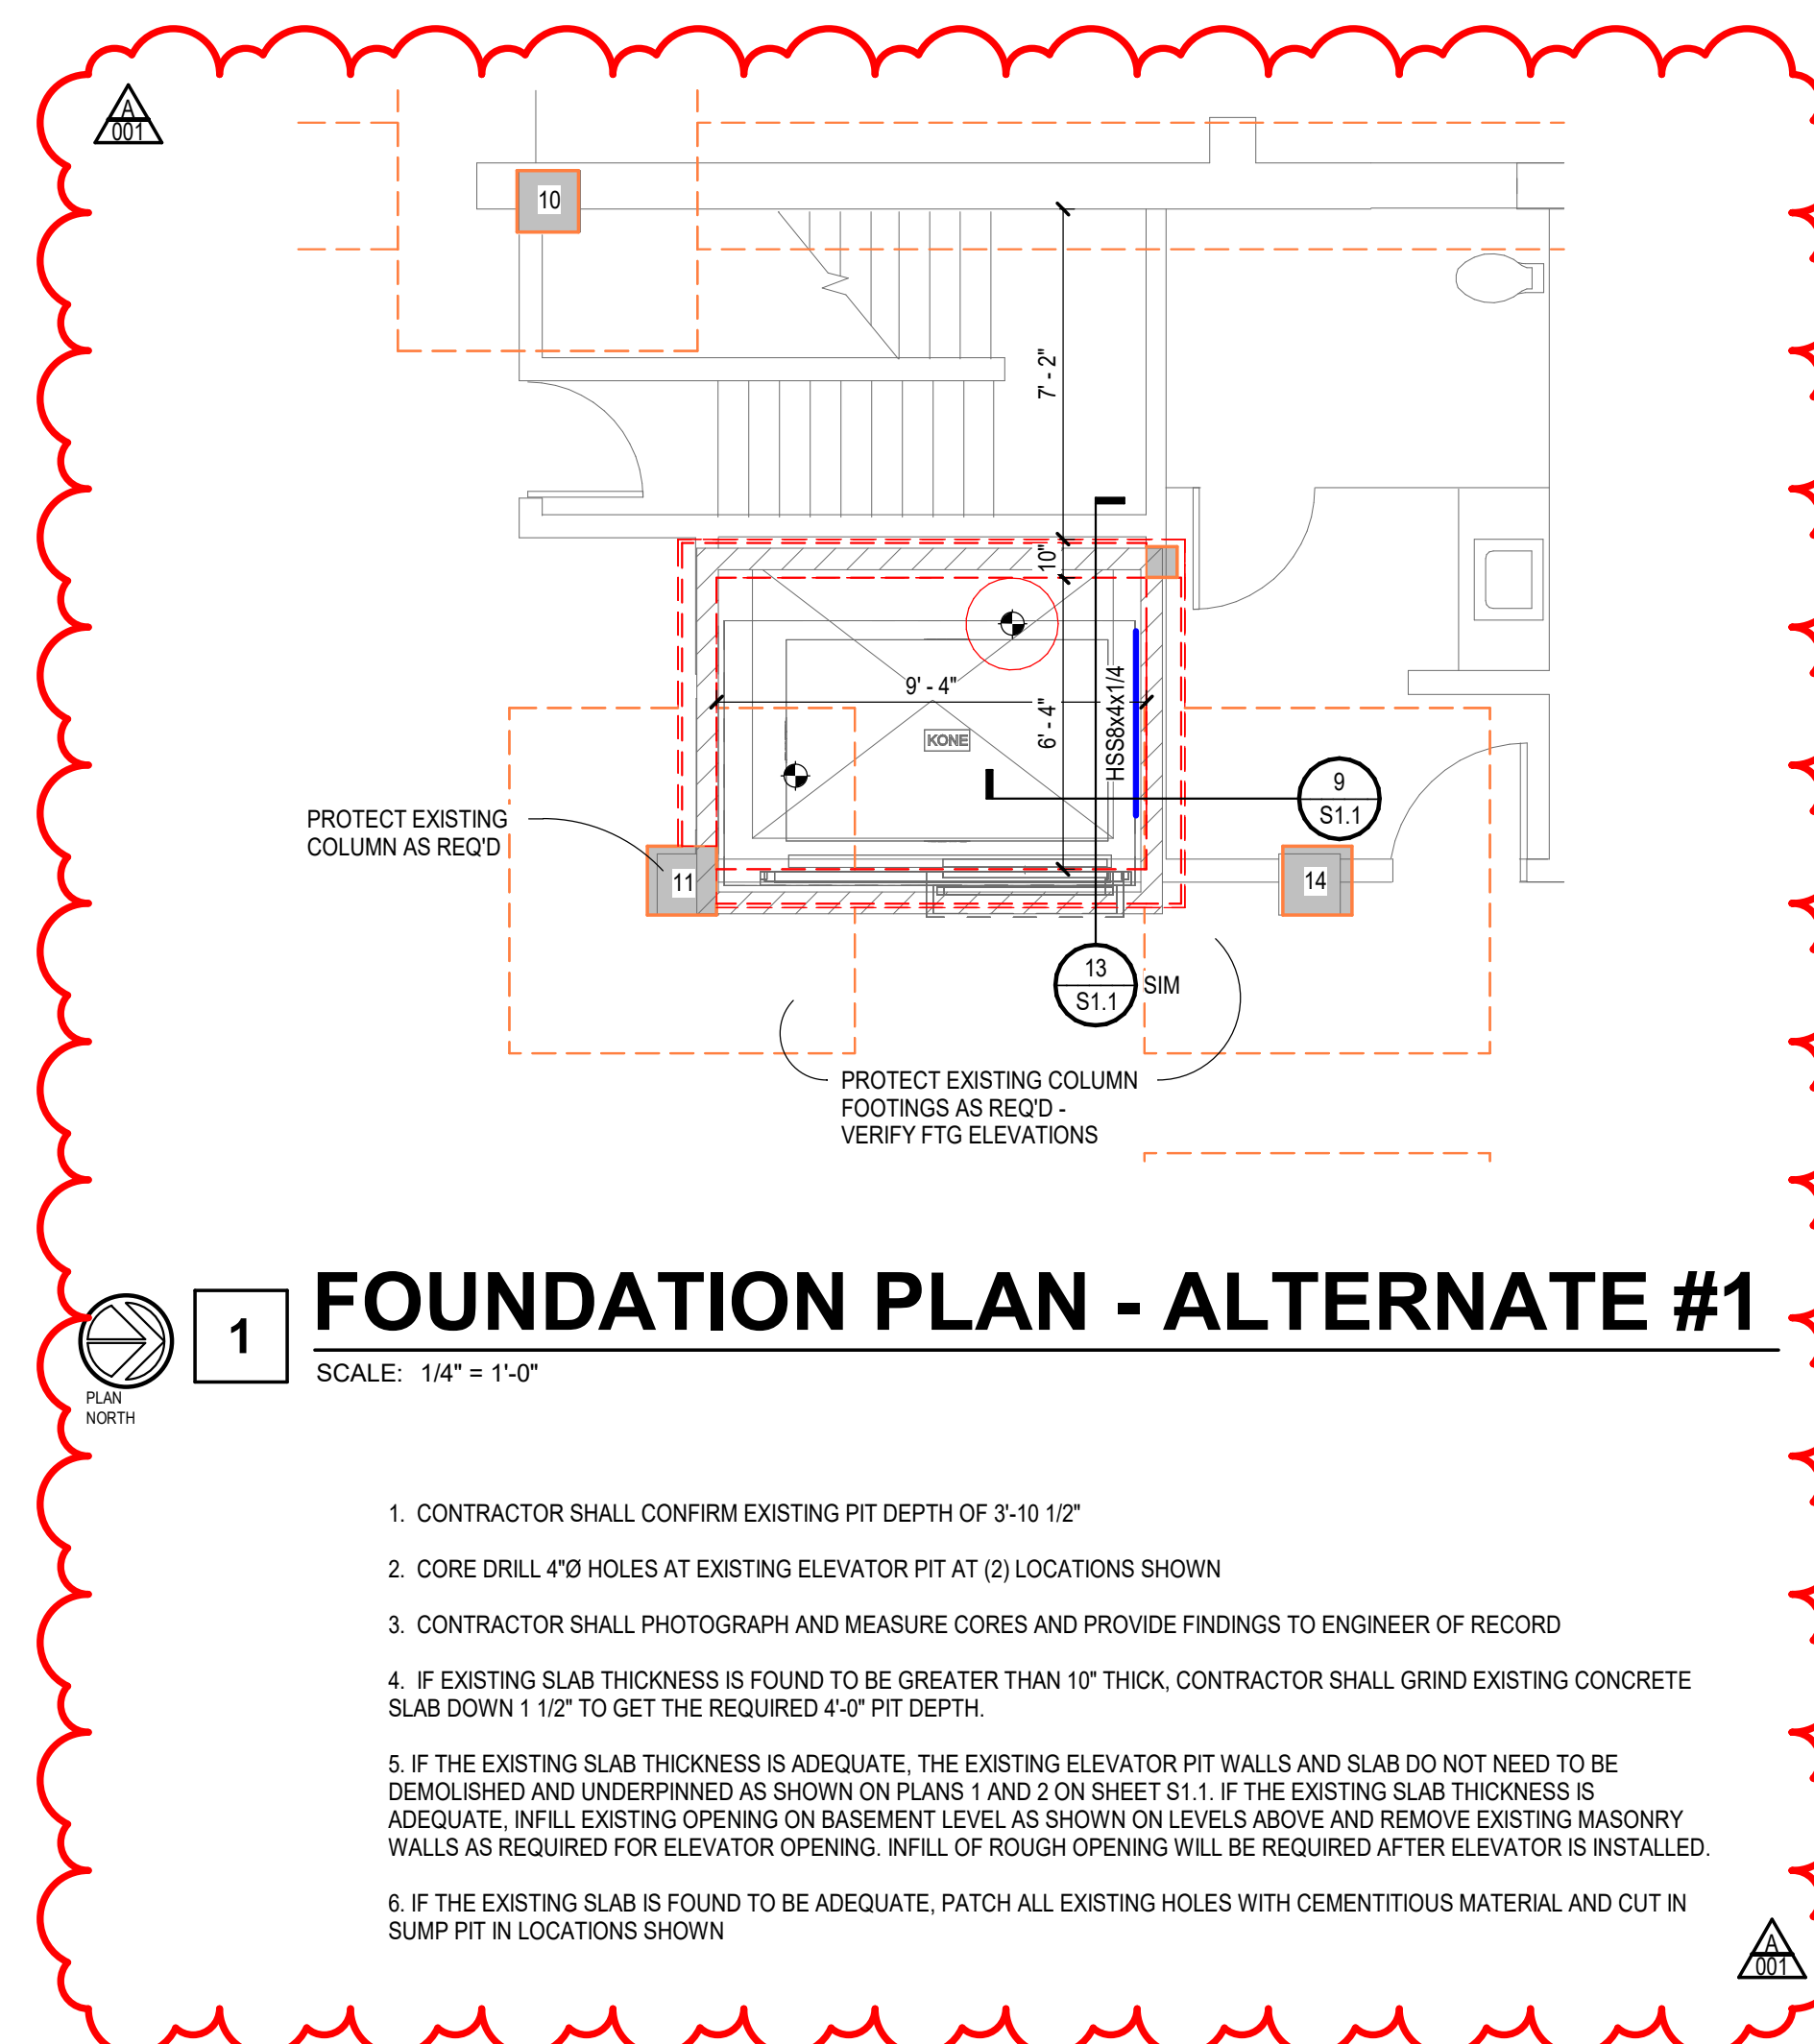 A
001
10
7' - 2"
10"
9' - 4"
6' - 4"
HSS8x4x1/4
KONE
9
S1.1
PROTECT EXISTING
COLUMN AS REQ'D
11
14
13
S1.1
SIM
PROTECT EXISTING COLUMN
FOOTINGS AS REQ'D -
VERIFY FTG ELEVATIONS
PLAN
NORTH
1
FOUNDATION PLAN - ALTERNATE #1
SCALE: 1/4" = 1'-0"
1. CONTRACTOR SHALL CONFIRM EXISTING PIT DEPTH OF 3'-10 1/2"
2. CORE DRILL 4"Ø HOLES AT EXISTING ELEVATOR PIT AT (2) LOCATIONS SHOWN
3. CONTRACTOR SHALL PHOTOGRAPH AND MEASURE CORES AND PROVIDE FINDINGS TO ENGINEER OF RECORD
4. IF EXISTING SLAB THICKNESS IS FOUND TO BE GREATER THAN 10" THICK, CONTRACTOR SHALL GRIND EXISTING CONCRETE
SLAB DOWN 1 1/2" TO GET THE REQUIRED 4'-0" PIT DEPTH.
5. IF THE EXISTING SLAB THICKNESS IS ADEQUATE, THE EXISTING ELEVATOR PIT WALLS AND SLAB DO NOT NEED TO BE
DEMOLISHED AND UNDERPINNED AS SHOWN ON PLANS 1 AND 2 ON SHEET S1.1. IF THE EXISTING SLAB THICKNESS IS
ADEQUATE, INFILL EXISTING OPENING ON BASEMENT LEVEL AS SHOWN ON LEVELS ABOVE AND REMOVE EXISTING MASONRY
WALLS AS REQUIRED FOR ELEVATOR OPENING. INFILL OF ROUGH OPENING WILL BE REQUIRED AFTER ELEVATOR IS INSTALLED.
6. IF THE EXISTING SLAB IS FOUND TO BE ADEQUATE, PATCH ALL EXISTING HOLES WITH CEMENTITIOUS MATERIAL AND CUT IN
SUMP PIT IN LOCATIONS SHOWN
A
001